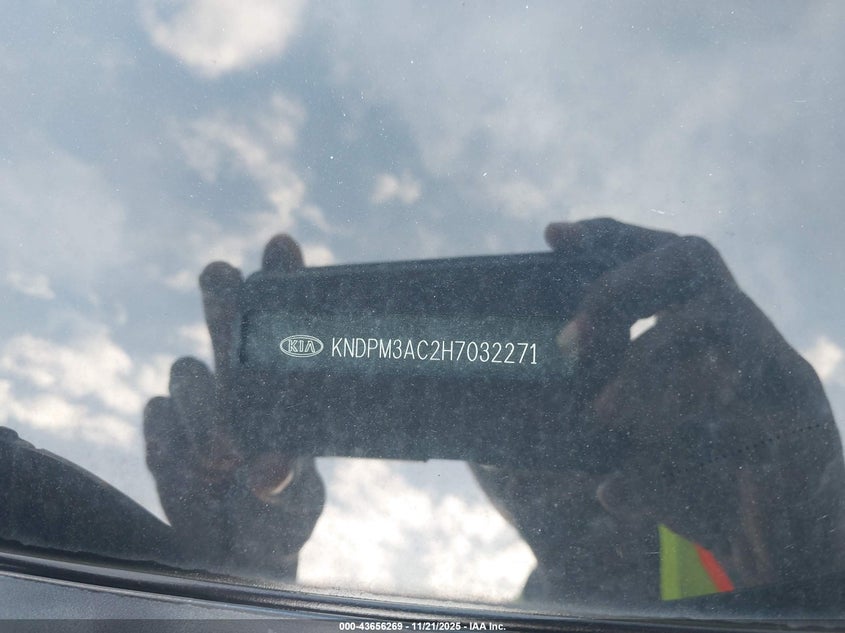 KIA KNDPM3AC2H7032271
000-43656269 - 11/21/2025 - IAA Inc.